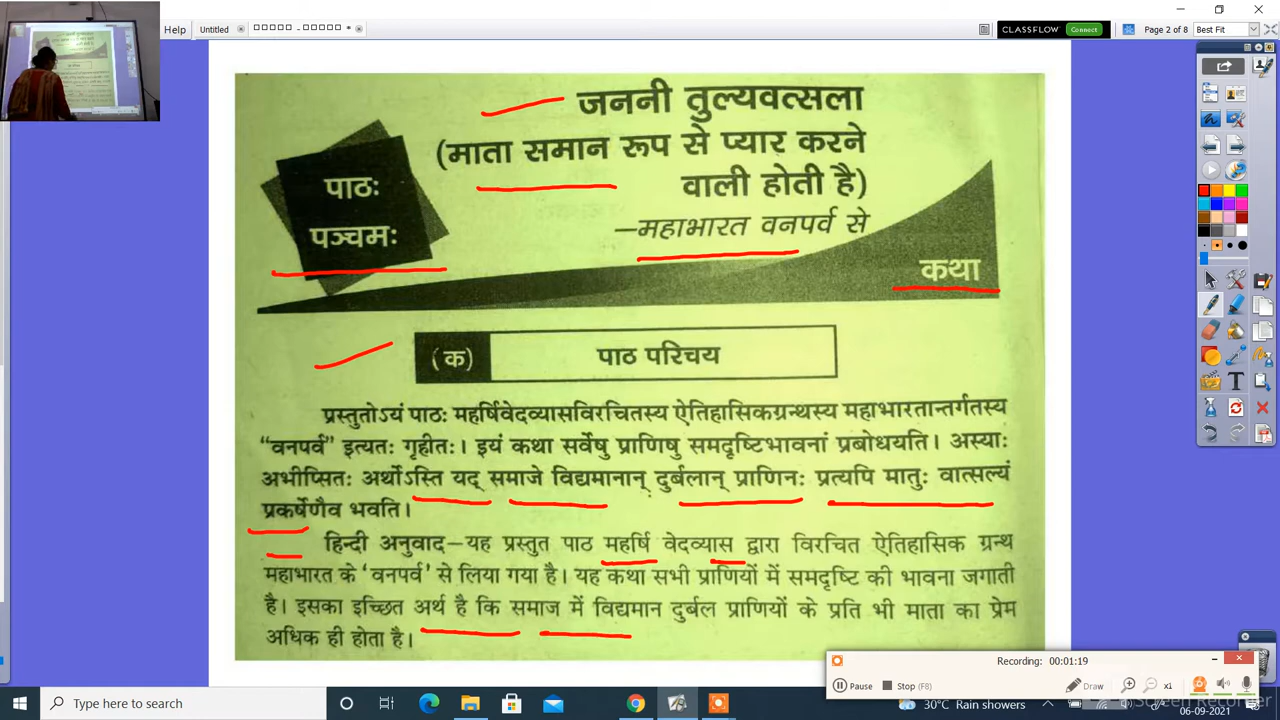 Help
Untitled
CLASSFLOW Connect
Page 2 of 8
Best Fit
जननी तुल्यवत्सला
(माता समान रूप से प्यार करने
वाली होती है)
–महाभारत वनपर्व से
पाठः
पञ्चमः
कथा
(क) पाठ परिचय
प्रस्तुतोऽयं पाठः महर्षिवेदव्यासविरचितस्य ऐतिहासिकग्रन्थस्य महाभारतान्तर्गतस्य
“वनपर्व” इत्यतः गृहीतः। इयं कथा सर्वेषु प्राणिषु समदृष्टिभावनां प्रबोधयति। अस्याः
अभीप्सितः अर्थोऽस्ति यद् समाजे विद्यमानान् दुर्बलान् प्राणिनः प्रत्यपि मातुः वात्सल्यं
प्रकर्षेणैव भवति।
हिन्दी अनुवाद–यह प्रस्तुत पाठ महर्षि वेदव्यास द्वारा विरचित ऐतिहासिक ग्रन्थ
महाभारत के ‘वनपर्व’ से लिया गया है। यह कथा सभी प्राणियों में समदृष्टि की भावना जगाती
है। इसका इच्छित अर्थ है कि समाज में विद्यमान दुर्बल प्राणियों के प्रति भी माता का प्रेम
अधिक ही होता है।
Recording: 00:01:19
Pause Stop (F8) Draw x1
Type here to search
30°C Rain showers
06-09-2021